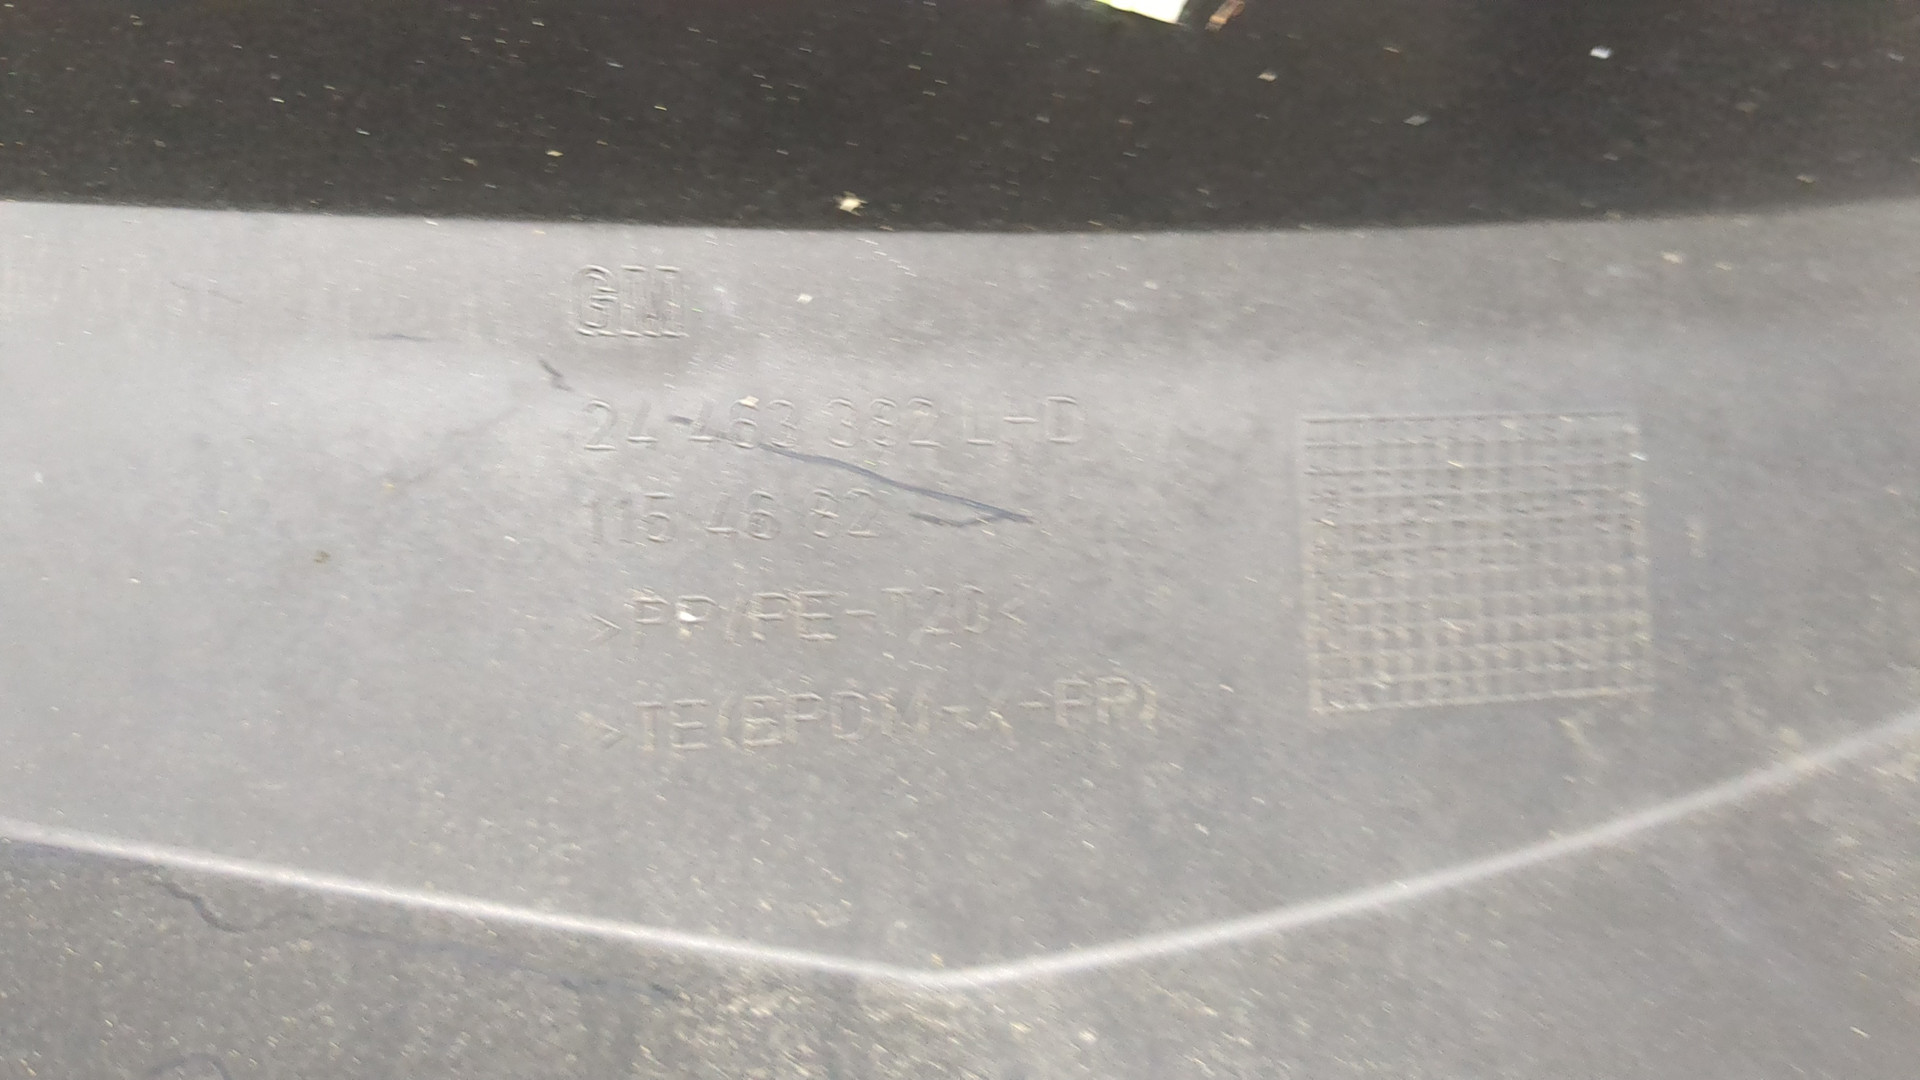 GM
24 463 382 LHD
115 46 82
>PP/PE-T20<
>TE(EPDM-X-PP)